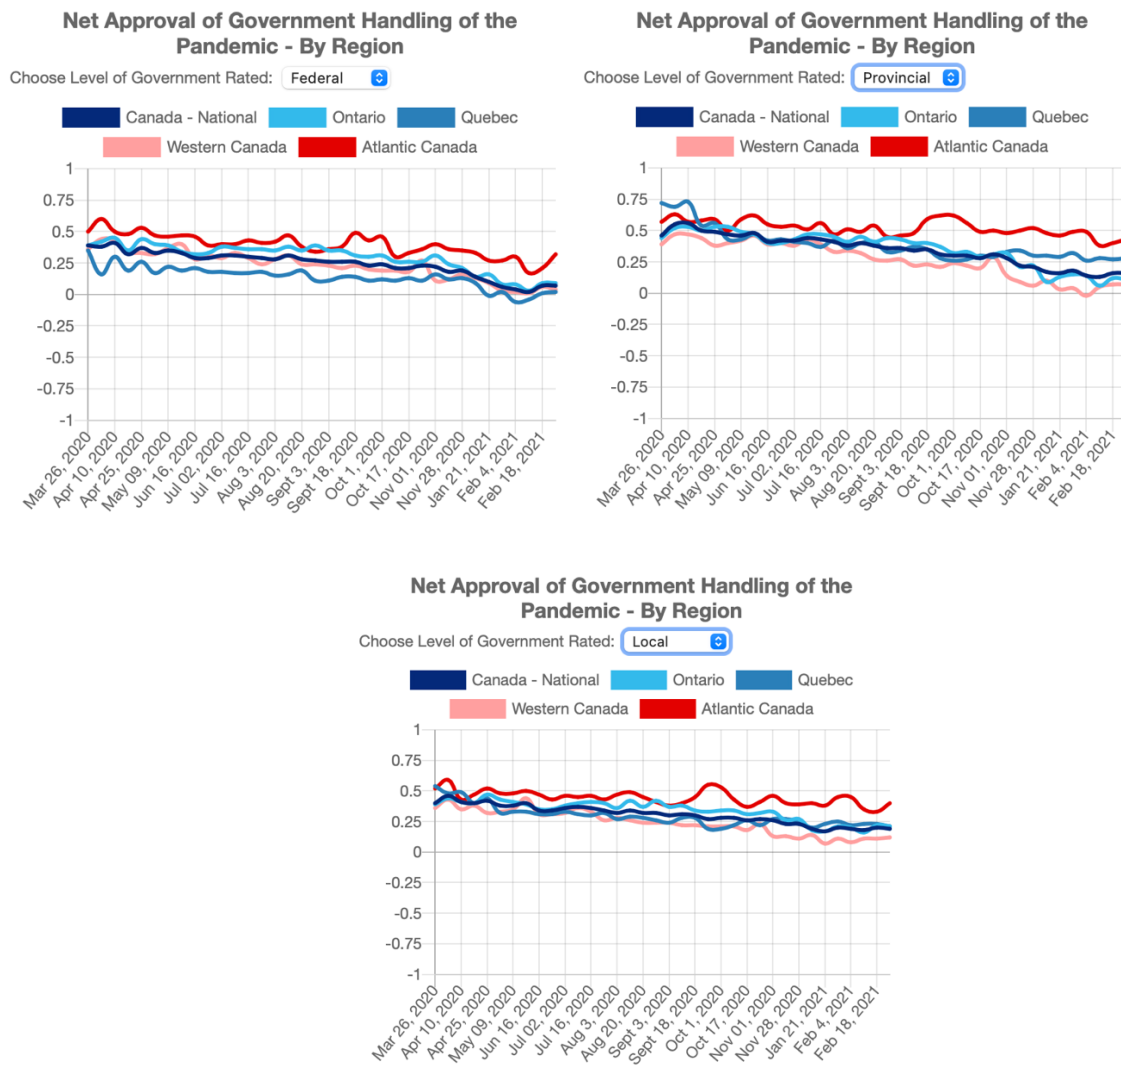 Net Approval of Government Handling of the
Pandemic - By Region
Choose Level of Government Rated: Federal
Canada - National Ontario Quebec
Western Canada Atlantic Canada
1
0.75
0.5
0.25
0
-0.25
-0.5
-0.75
-1
Mar 26, 2020
Apr 10, 2020
Apr 25, 2020
May 09, 2020
Jun 16, 2020
Jul 02, 2020
Jul 16, 2020
Aug 3, 2020
Aug 20, 2020
Sept 3, 2020
Sept 18, 2020
Oct 1, 2020
Oct 17, 2020
Nov 01, 2020
Nov 28, 2020
Jan 21, 2021
Feb 4, 2021
Feb 18, 2021
Net Approval of Government Handling of the
Pandemic - By Region
Choose Level of Government Rated: Provincial
Canada - National Ontario Quebec
Western Canada Atlantic Canada
1
0.75
0.5
0.25
0
-0.25
-0.5
-0.75
-1
Mar 26, 2020
Apr 10, 2020
Apr 25, 2020
May 09, 2020
Jun 16, 2020
Jul 02, 2020
Jul 16, 2020
Aug 3, 2020
Aug 20, 2020
Sept 3, 2020
Sept 18, 2020
Oct 1, 2020
Oct 17, 2020
Nov 01, 2020
Nov 28, 2020
Jan 21, 2021
Feb 4, 2021
Feb 18, 2021
Net Approval of Government Handling of the
Pandemic - By Region
Choose Level of Government Rated: Local
Canada - National Ontario Quebec
Western Canada Atlantic Canada
1
0.75
0.5
0.25
0
-0.25
-0.5
-0.75
-1
Mar 26, 2020
Apr 10, 2020
Apr 25, 2020
May 09, 2020
Jun 16, 2020
Jul 02, 2020
Jul 16, 2020
Aug 3, 2020
Aug 20, 2020
Sept 3, 2020
Sept 18, 2020
Oct 1, 2020
Oct 17, 2020
Nov 01, 2020
Nov 28, 2020
Jan 21, 2021
Feb 4, 2021
Feb 18, 2021